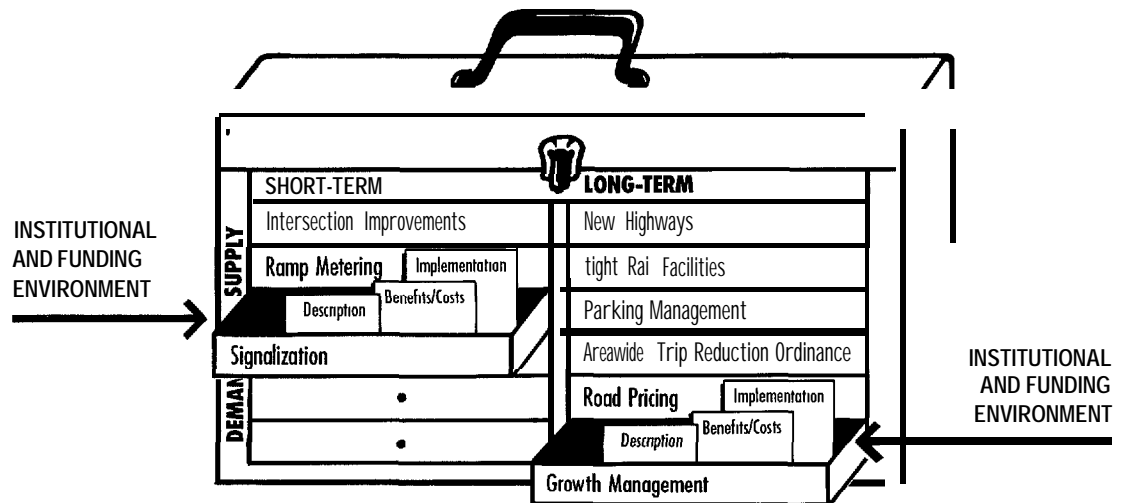 INSTITUTIONAL
AND FUNDING
ENVIRONMENT
SUPPLY
DEMAN
SHORT-TERM
Intersection Improvements
Ramp Metering
Implementation
Benefits/Costs
Description
Signalization
•
•
LONG-TERM
New Highways
tight Rai Facilities
Parking Management
Areawide Trip Reduction Ordinance
Road Pricing
Implementation
Benefits/Costs
Description
Growth Management
INSTITUTIONAL
AND FUNDING
ENVIRONMENT